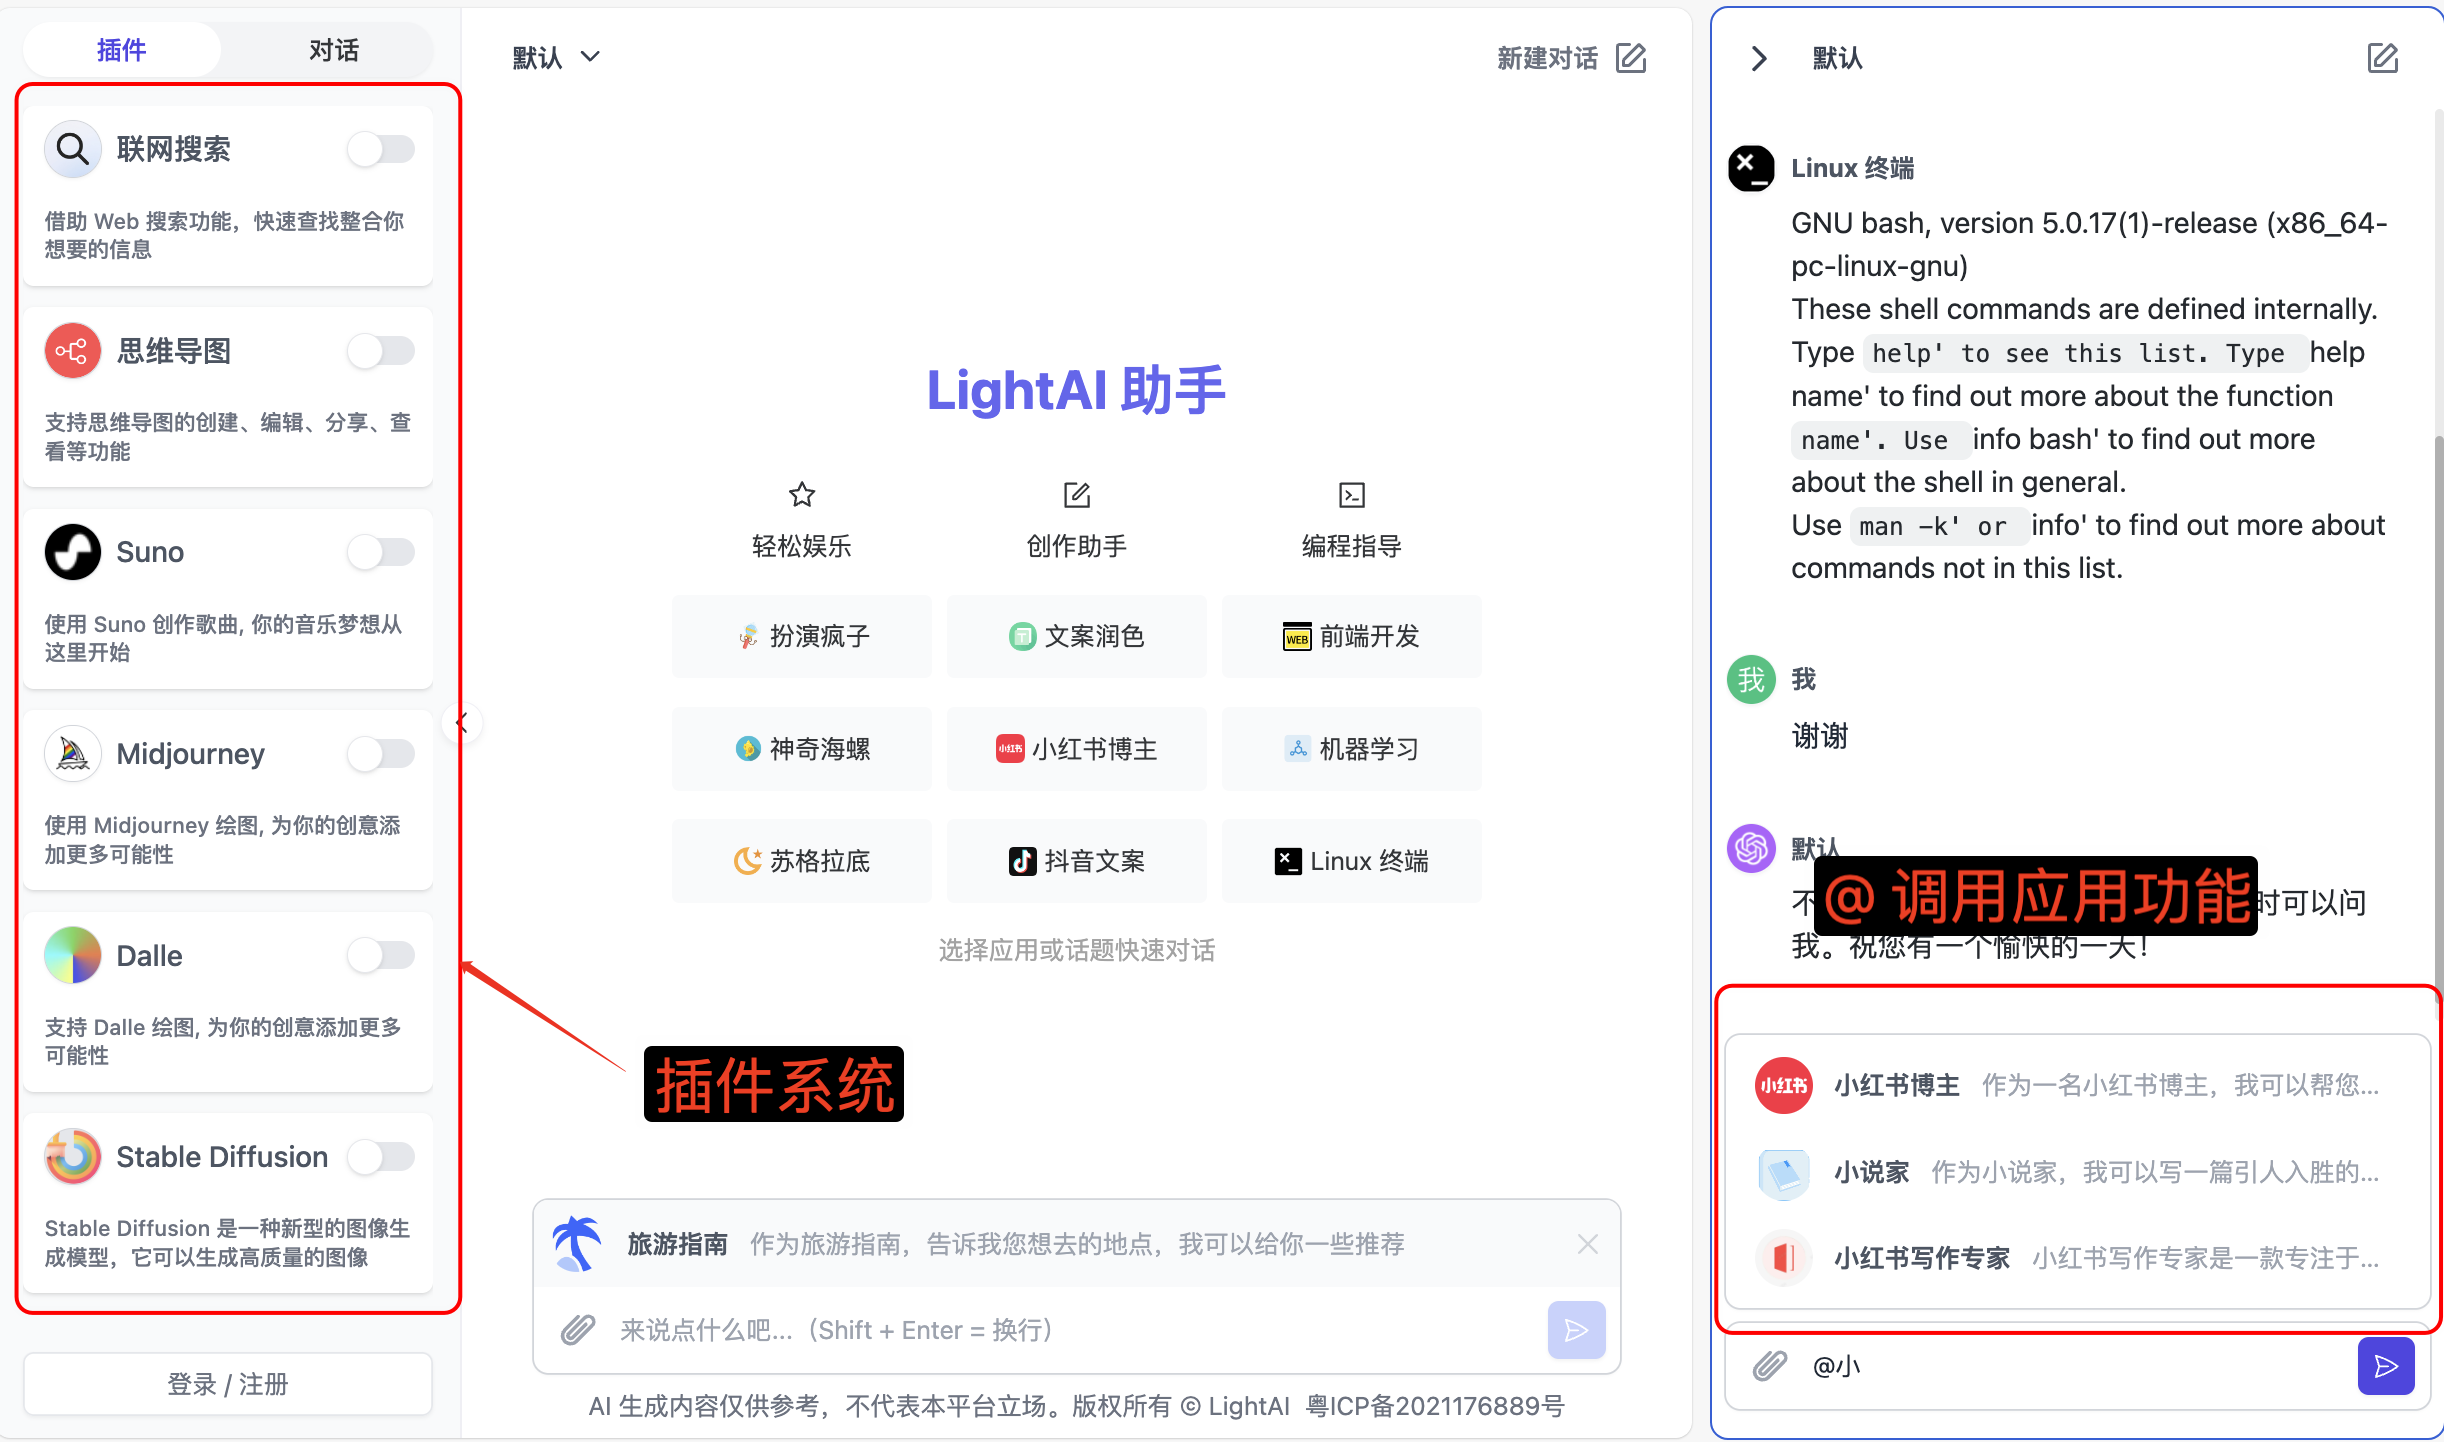 插件
对话
联网搜索
借助 Web 搜索功能，快速查找整合你
想要的信息
思维导图
支持思维导图的创建、编辑、分享、查
看等功能
Suno
使用 Suno 创作歌曲, 你的音乐梦想从
这里开始
Midjourney
使用 Midjourney 绘图, 为你的创意添
加更多可能性
Dalle
支持 Dalle 绘图, 为你的创意添加更多
可能性
Stable Diffusion
Stable Diffusion 是一种新型的图像生
成模型，它可以生成高质量的图像
登录 / 注册
默认
新建对话
LightAI 助手
轻松娱乐
创作助手
编程指导
扮演疯子
文案润色
WEB 前端开发
神奇海螺
小红书 小红书博主
机器学习
苏格拉底
抖音文案
Linux 终端
选择应用或话题快速对话
插件系统
旅游指南 作为旅游指南，告诉我您想去的地点，我可以给你一些推荐
来说点什么吧...（Shift + Enter = 换行）
AI 生成内容仅供参考，不代表本平台立场。版权所有 © LightAI 粤ICP备2021176889号
默认
Linux 终端
GNU bash, version 5.0.17(1)-release (x86_64-
pc-linux-gnu)
These shell commands are defined internally.
Type help' to see this list. Type help
name' to find out more about the function
name'. Use info bash' to find out more
about the shell in general.
Use man -k' or info' to find out more about
commands not in this list.
我 我
谢谢
默认
@ 调用应用功能
不 时可以问
我。祝您有一个愉快的一天！
小红书 小红书博主 作为一名小红书博主，我可以帮您...
小说家 作为小说家，我可以写一篇引人入胜的...
小红书写作专家 小红书写作专家是一款专注于...
@小